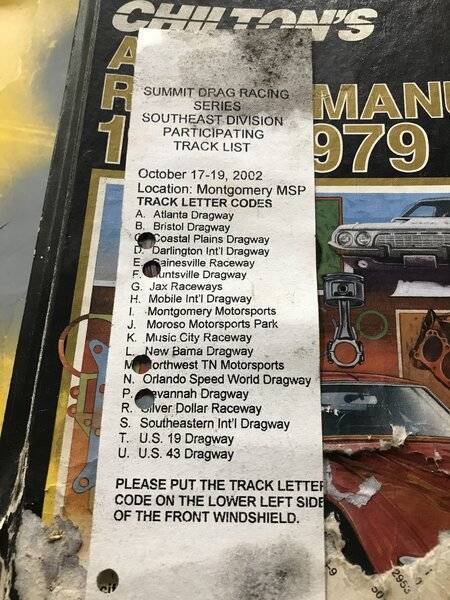 CHILTON'S
MANU
1 979
SUMMIT DRAG RACING
SERIES
SOUTHEAST DIVISION
PARTICIPATING
TRACK LIST
October 17-19, 2002
Location: Montgomery MSP
TRACK LETTER CODES
A. Atlanta Dragway
B. Bristol Dragway
C. Coastal Plains Dragway
D. Darlington Int'l Dragway
E. Gainesville Raceway
F. Huntsville Dragway
G. Jax Raceways
H. Mobile Int'l Dragway
I. Montgomery Motorsports
J. Moroso Motorsports Park
K. Music City Raceway
L. New Bama Dragway
M. Northwest TN Motorsports
N. Orlando Speed World Dragway
P. Savannah Dragway
R. Silver Dollar Raceway
S. Southeastern Int'l Dragway
T. U.S. 19 Dragway
U. U.S. 43 Dragway
PLEASE PUT THE TRACK LETTER
CODE ON THE LOWER LEFT SIDE
OF THE FRONT WINDSHIELD.
2953
50